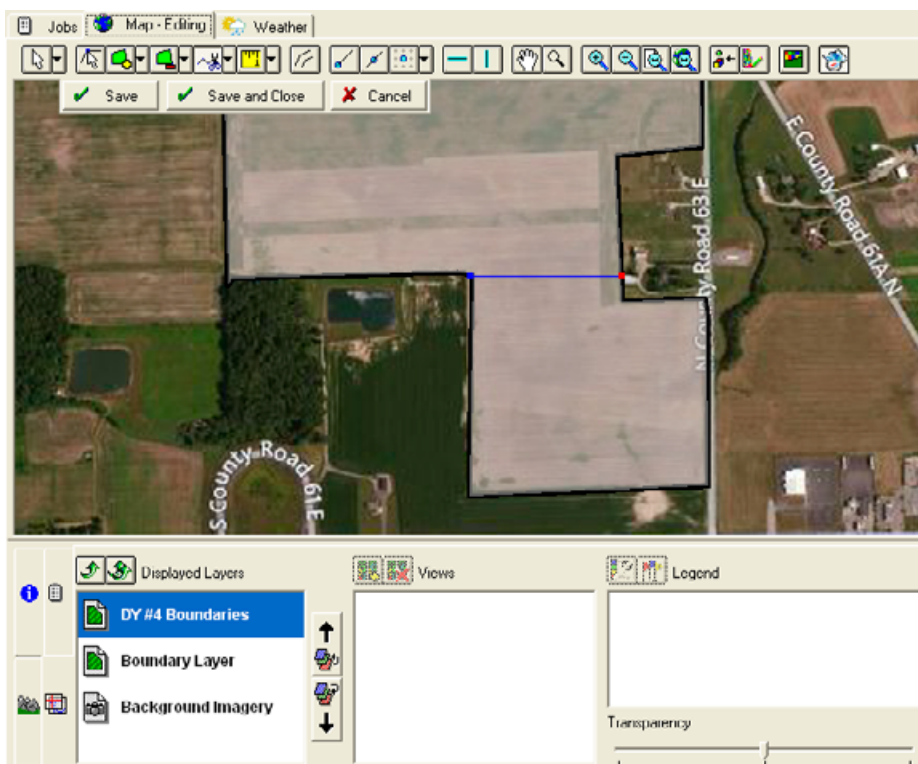 Jobs Map - Editing Weather
Save Save and Close Cancel
E County Road 61A N
N County Road 63 E
S County Road 61 E
Displayed Layers Views Legend
DY #4 Boundaries
Boundary Layer
Background Imagery
Transparency